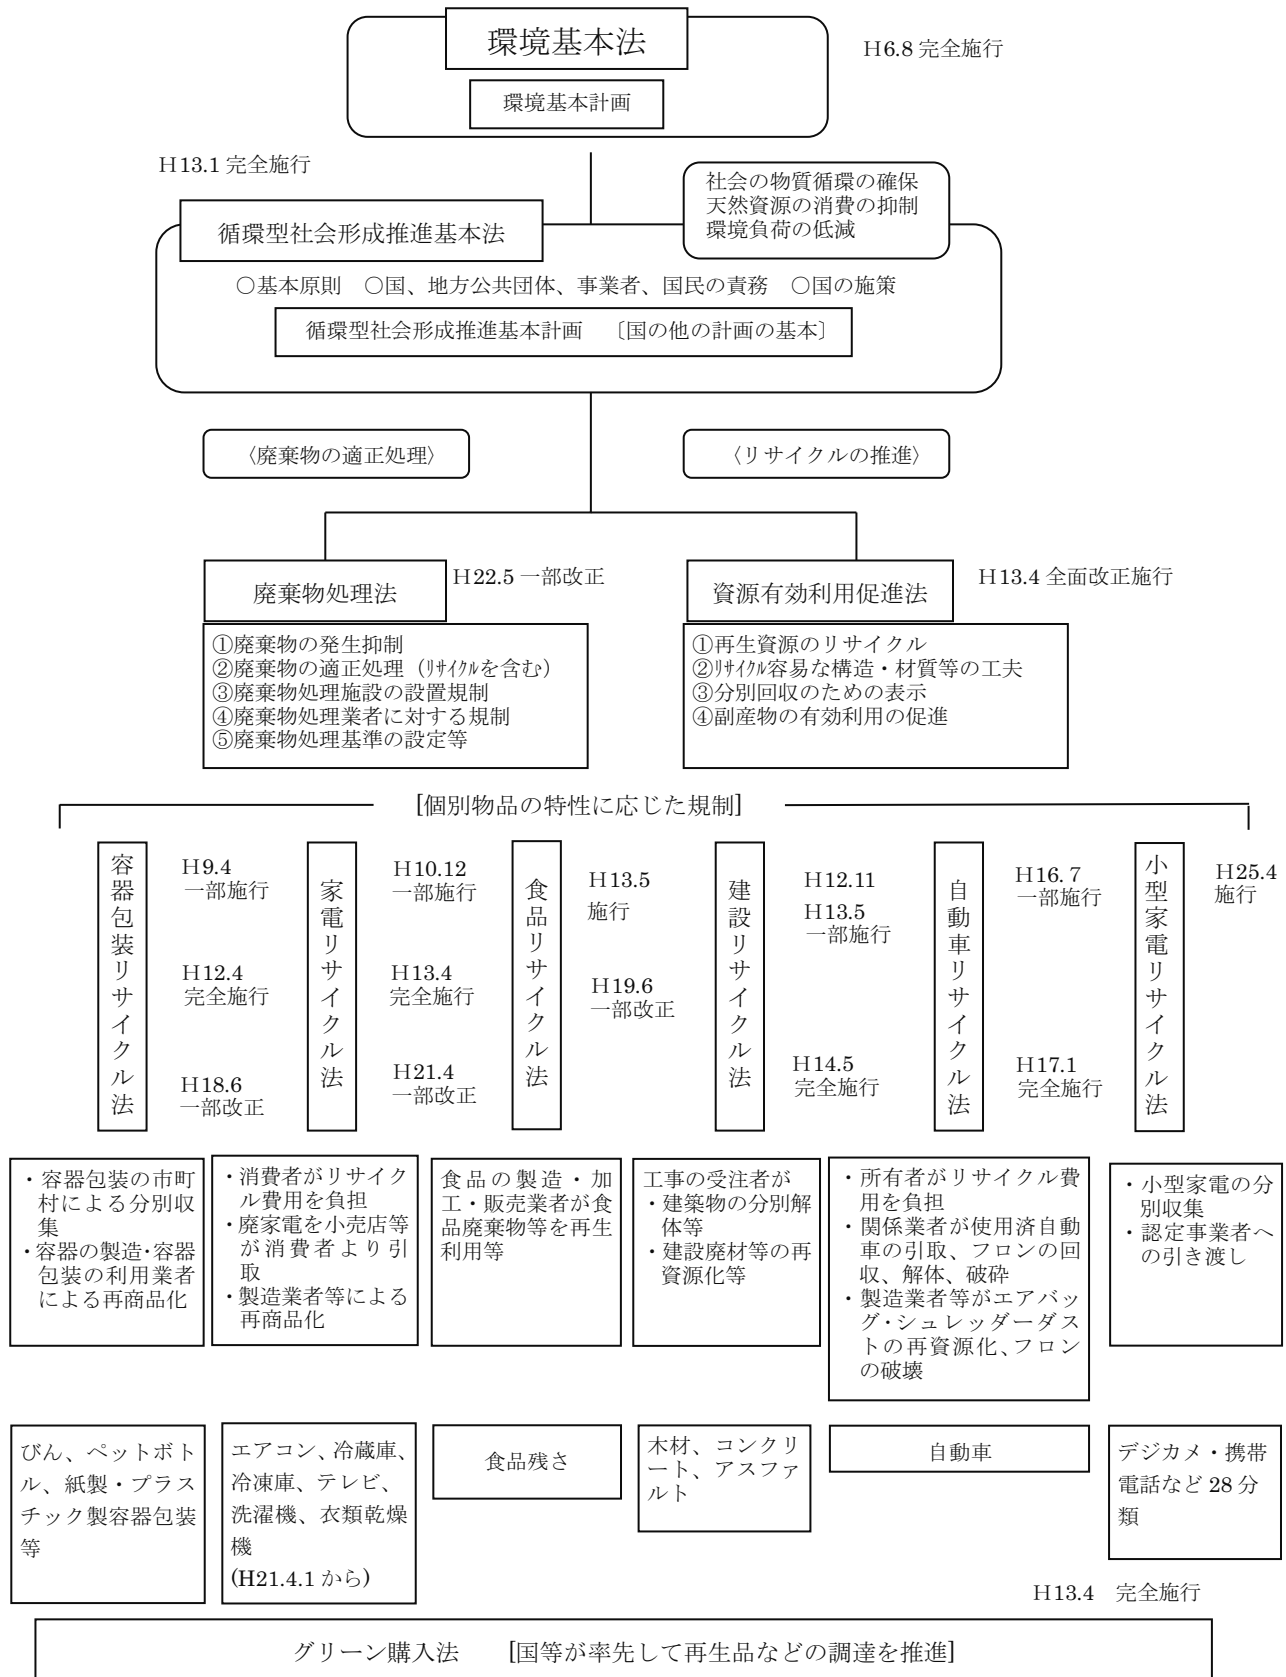 環境基本法
H6.8 完全施行
環境基本計画
H13.1 完全施行
社会の物質循環の確保
天然資源の消費の抑制
環境負荷の低減
循環型社会形成推進基本法
○基本原則　○国、地方公共団体、事業者、国民の責務　○国の施策
循環型社会形成推進基本計画　〔国の他の計画の基本〕
〈廃棄物の適正処理〉
〈リサイクルの推進〉
廃棄物処理法
H22.5 一部改正
①廃棄物の発生抑制
②廃棄物の適正処理（ﾘｻｲｸﾙを含む）
③廃棄物処理施設の設置規制
④廃棄物処理業者に対する規制
⑤廃棄物処理基準の設定等
資源有効利用促進法
H13.4 全面改正施行
①再生資源のリサイクル
②ﾘｻｲｸﾙ容易な構造・材質等の工夫
③分別回収のための表示
④副産物の有効利用の促進
[個別物品の特性に応じた規制]
容器包装リサイクル法
H9.4
一部施行
H12.4
完全施行
H18.6
一部改正
家電リサイクル法
H10.12
一部施行
H13.4
完全施行
H21.4
一部改正
食品リサイクル法
H13.5
施行
H19.6
一部改正
建設リサイクル法
H12.11
H13.5
一部施行
H14.5
完全施行
自動車リサイクル法
H16.7
一部施行
H17.1
完全施行
小型家電リサイクル法
H25.4
施行
・容器包装の市町
村による分別収
集
・容器の製造・容器
包装の利用業者
による再商品化
・消費者がリサイク
ル費用を負担
・廃家電を小売店等
が消費者より引
取
・製造業者等による
再商品化
食品の製造・加
工・販売業者が食
品廃棄物等を再生
利用等
工事の受注者が
・建築物の分別解
体等
・建設廃材等の再
資源化等
・所有者がリサイクル費
用を負担
・関係業者が使用済自動
車の引取、フロンの回
収、解体、破砕
・製造業者等がエアバッ
グ・シュレッダーダス
トの再資源化、フロン
の破壊
・小型家電の分
別収集
・認定事業者へ
の引き渡し
びん、ペットボト
ル、紙製・プラス
チック製容器包装
等
エアコン、冷蔵庫、
冷凍庫、テレビ、
洗濯機、衣類乾燥
機
(H21.4.1 から)
食品残さ
木材、コンクリ
ート、アスファ
ルト
自動車
デジカメ・携帯
電話など 28 分
類
H13.4　完全施行
グリーン購入法　　[国等が率先して再生品などの調達を推進]